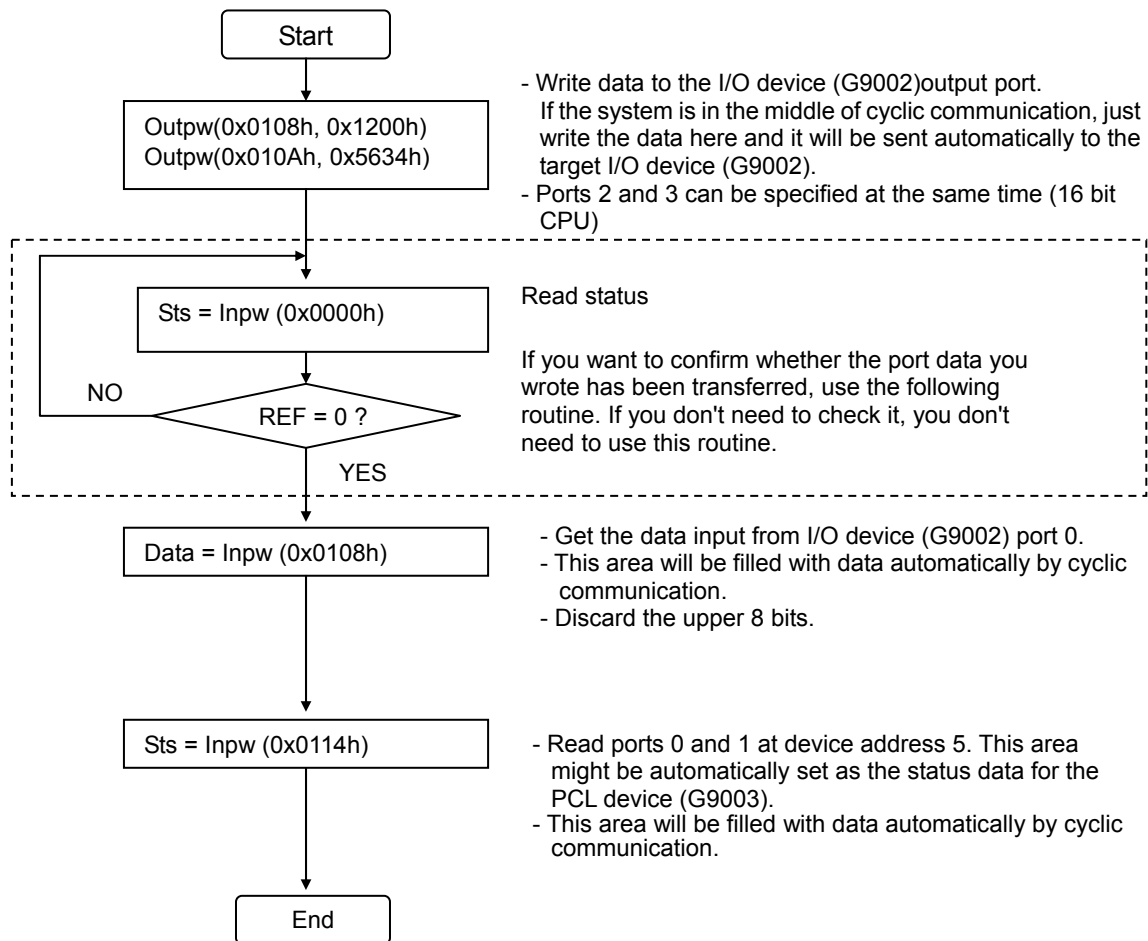 Start
Outpw(0x0108h, 0x1200h)
Outpw(0x010Ah, 0x5634h)
- Write data to the I/O device (G9002)output port.
If the system is in the middle of cyclic communication, just
write the data here and it will be sent automatically to the
target I/O device (G9002).
- Ports 2 and 3 can be specified at the same time (16 bit
CPU)
Sts = Inpw (0x0000h)
Read status
NO
REF = 0 ?
YES
If you want to confirm whether the port data you
wrote has been transferred, use the following
routine. If you don't need to check it, you don't
need to use this routine.
Data = Inpw (0x0108h)
- Get the data input from I/O device (G9002) port 0.
- This area will be filled with data automatically by cyclic
communication.
- Discard the upper 8 bits.
Sts = Inpw (0x0114h)
- Read ports 0 and 1 at device address 5. This area
might be automatically set as the status data for the
PCL device (G9003).
- This area will be filled with data automatically by cyclic
communication.
End